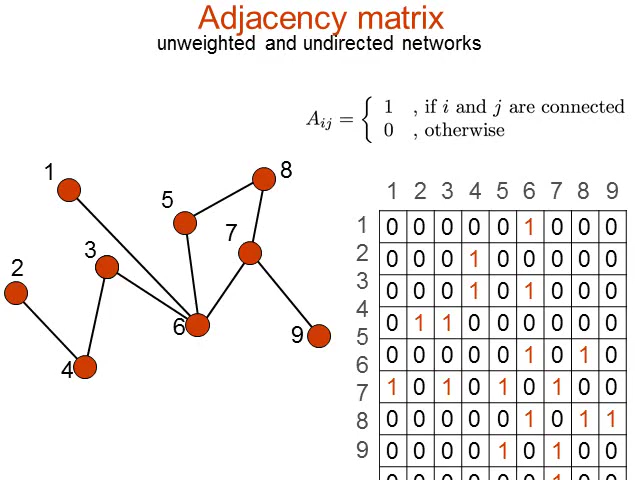 Adjacency matrix
unweighted and undirected networks
A_ij = { 1 , if i and j are connected
0 , otherwise
1
8
5
7
3
2
6
9
4
1 2 3 4 5 6 7 8 9
1 0 0 0 0 0 1 0 0 0
2 0 0 0 1 0 0 0 0 0
3 0 0 0 1 0 1 0 0 0
4 0 1 1 0 0 0 0 0 0
5 0 0 0 0 0 1 0 1 0
6 1 0 1 0 1 0 1 0 0
7 0 0 0 0 0 1 0 1 1
8 0 0 0 0 1 0 1 0 0
9